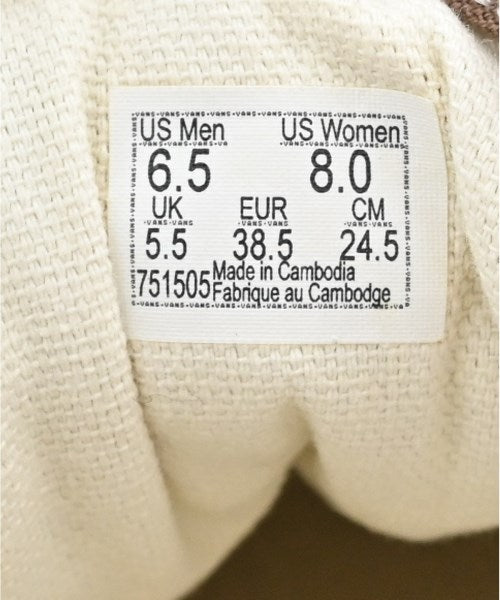 US Men US Women
6.5 8.0
UK EUR CM
5.5 38.5 24.5
751505 Made in Cambodia
Fabrique au Cambodge